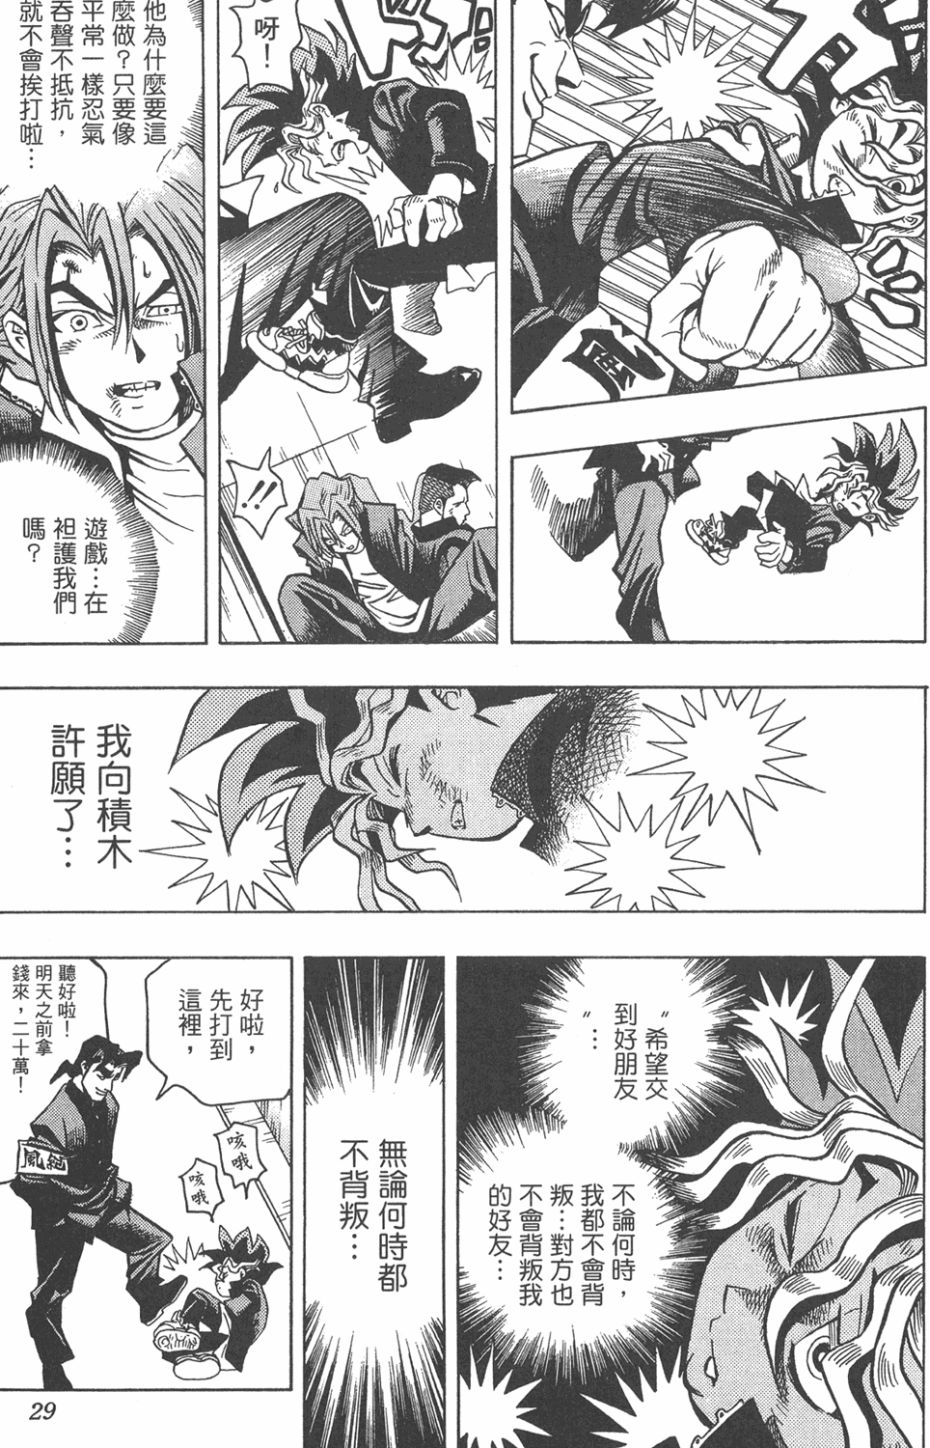 呀！
他為什麼要這
麼做？只要像
平常一樣忍氣
吞聲不抵抗，
就不會挨打啦…
!!
遊戲…在
袒護我們
嗎？
我向積木
許願了…
〝希望交
到好朋友
〞…
不論何時，
我都不會背
叛…對方也
不會背叛我
的好友…
無論何時都
不背叛…
好啦，
先打到
這裡，
咳哦
咳哦
聽好啦！
明天之前拿
錢來，二十萬！
風紀
29